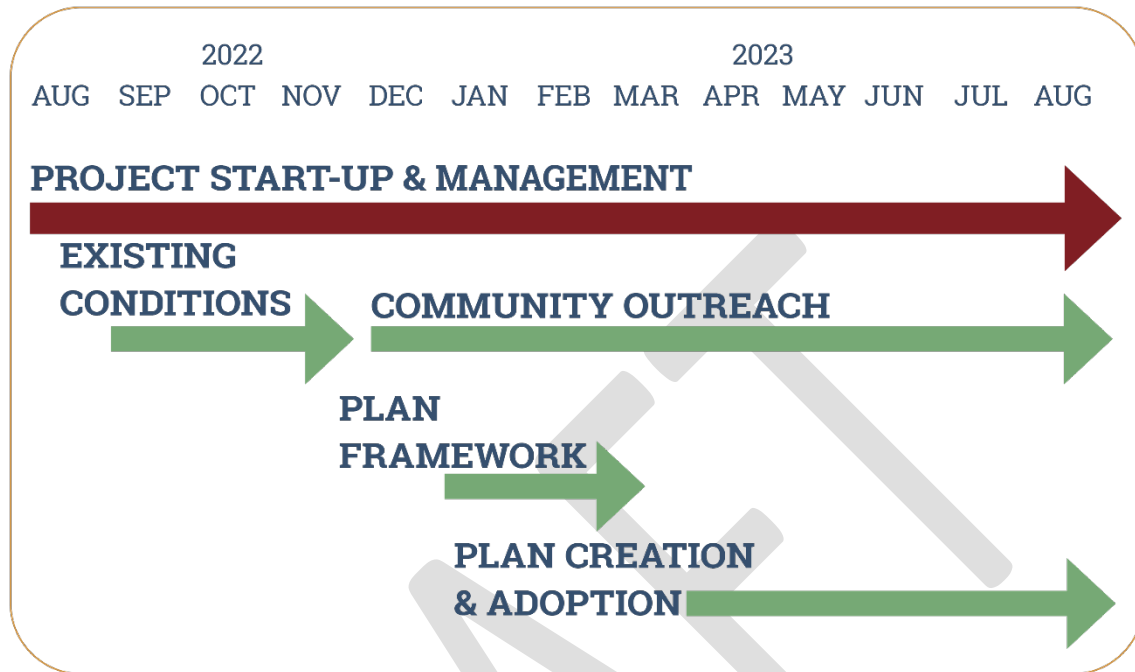 2022 2023
AUG SEP OCT NOV DEC JAN FEB MAR APR MAY JUN JUL AUG
PROJECT START-UP & MANAGEMENT
EXISTING
CONDITIONS
COMMUNITY OUTREACH
PLAN
FRAMEWORK
PLAN CREATION
& ADOPTION